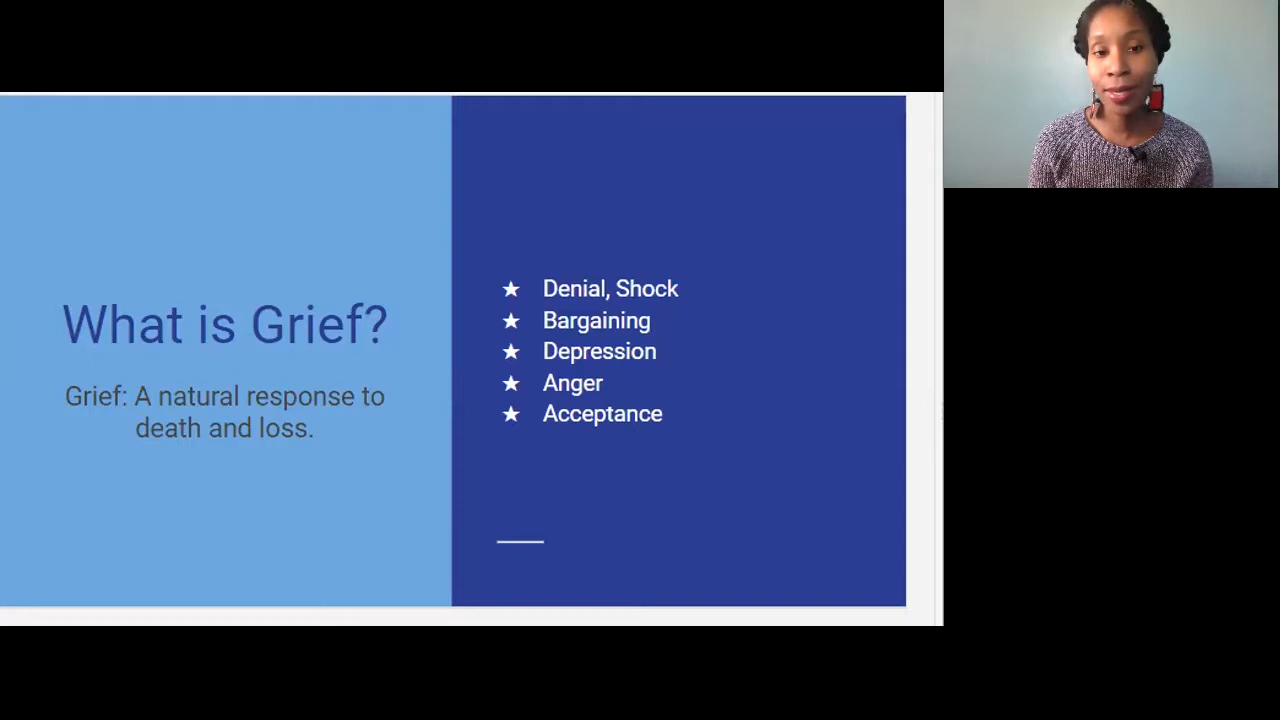 What is Grief?
Grief: A natural response to
death and loss.
★ Denial, Shock
★ Bargaining
★ Depression
★ Anger
★ Acceptance